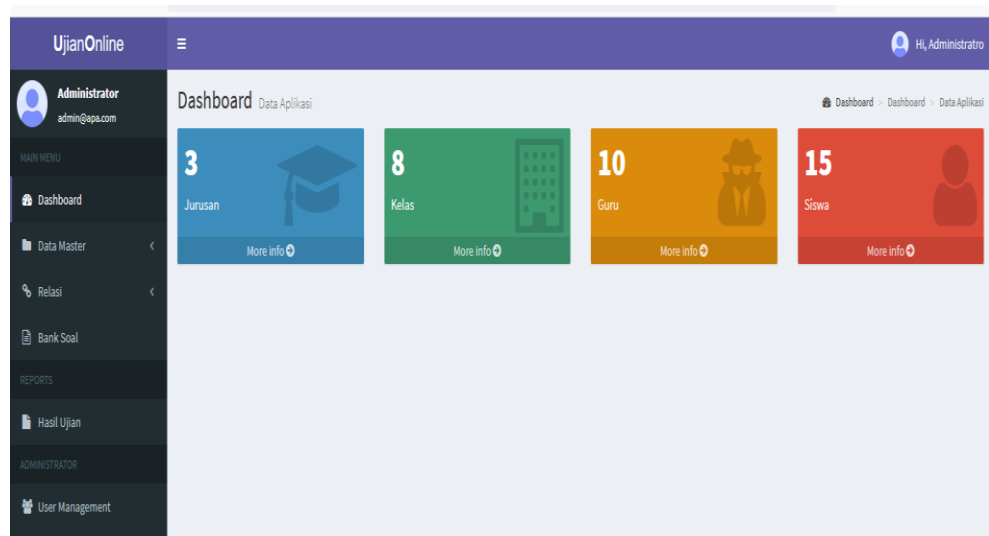 UjianOnline
Hi, Administratro
Administrator
admin@apa.com
MAIN MENU
Dashboard
Data Master
Relasi
Bank Soal
REPORTS
Hasil Ujian
ADMINISTRATOR
User Management
Dashboard Data Aplikasi
Dashboard > Dashboard > Data Aplikasi
3
Jurusan
More info
8
Kelas
More info
10
Guru
More info
15
Siswa
More info